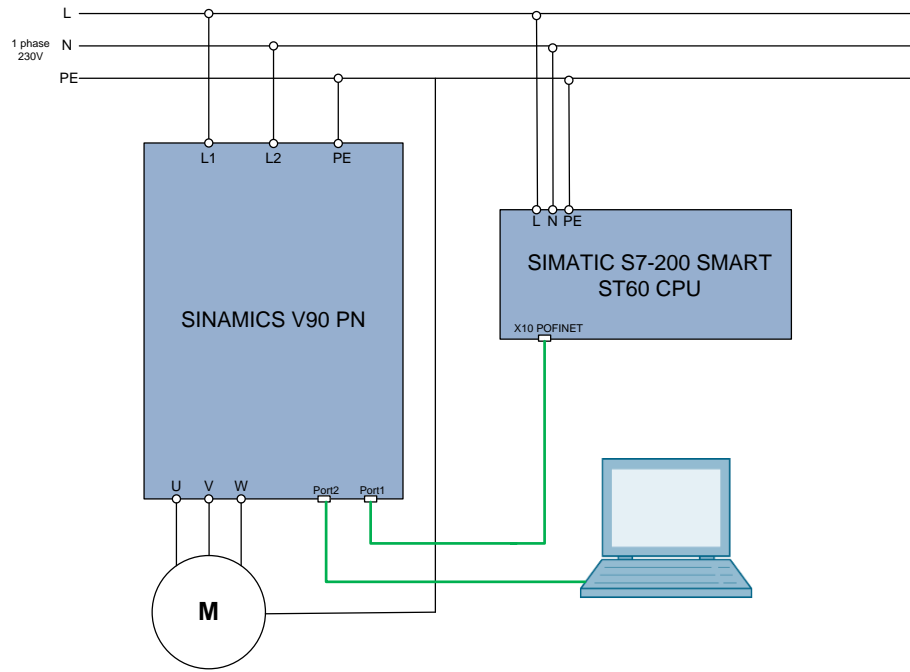 L
1 phase
230V
N
PE
L1 L2 PE
L N PE
SIMATIC S7-200 SMART
ST60 CPU
SINAMICS V90 PN
X10 POFINET
U V W
Port2 Port1
M